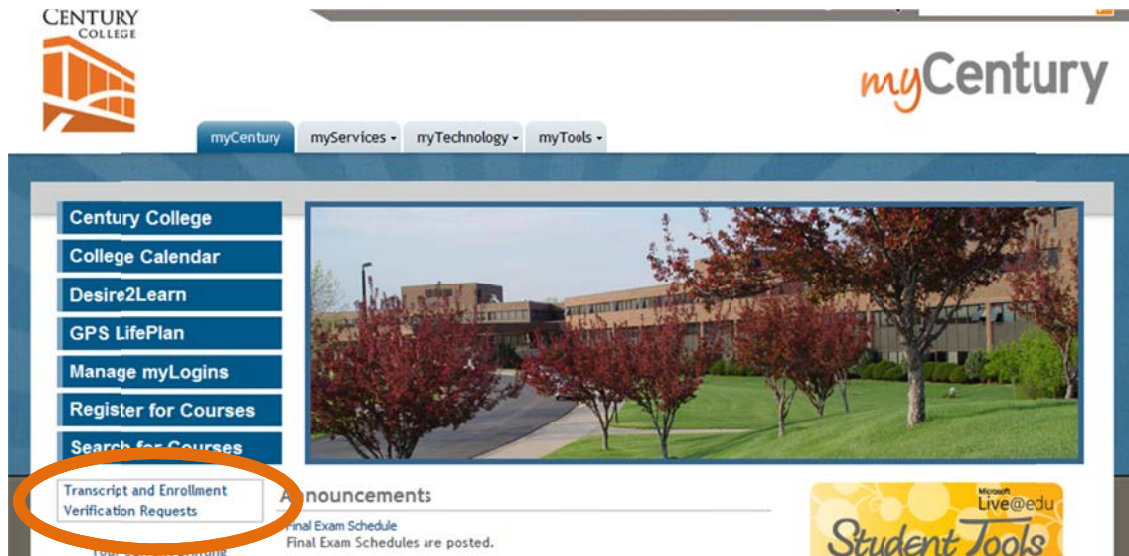 CENTURY
COLLEGE
myCentury
myCentury myServices myTechnology myTools
Century College
College Calendar
Desire2Learn
GPS LifePlan
Manage myLogins
Register for Courses
Search for Courses
Transcript and Enrollment
Verification Requests
Announcements
Final Exam Schedule
Final Exam Schedules are posted.
Microsoft
Live@edu
Student Tools